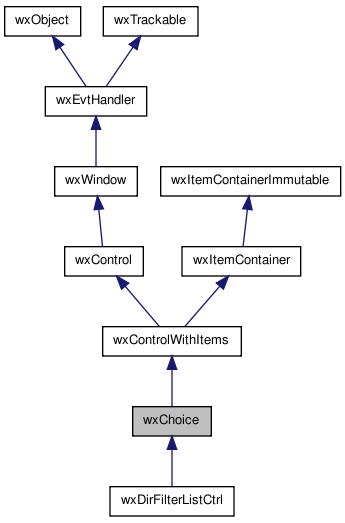 wxObject
wxTrackable
wxEvtHandler
wxWindow
wxItemContainerImmutable
wxControl
wxItemContainer
wxControlWithItems
wxChoice
wxDirFilterListCtrl